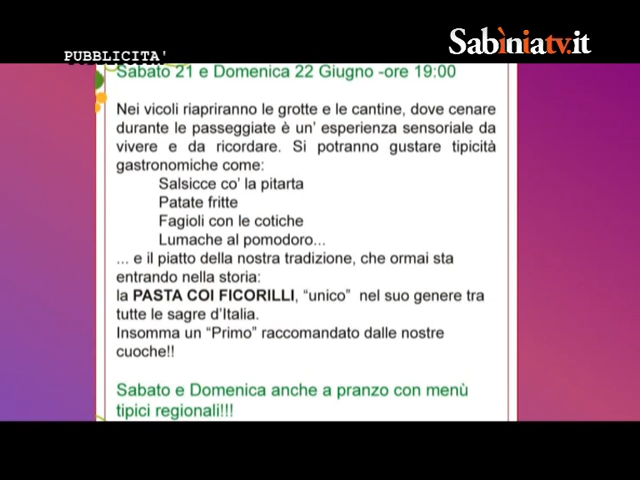 PUBBLICITA'
Sabìniatv.it
Sabato 21 e Domenica 22 Giugno -ore 19:00
Nei vicoli riapriranno le grotte e le cantine, dove cenare
durante le passeggiate è un' esperienza sensoriale da
vivere e da ricordare. Si potranno gustare tipicità
gastronomiche come:
Salsicce co' la pitarta
Patate fritte
Fagioli con le cotiche
Lumache al pomodoro...
... e il piatto della nostra tradizione, che ormai sta
entrando nella storia:
la PASTA COI FICORILLI, “unico” nel suo genere tra
tutte le sagre d'Italia.
Insomma un “Primo” raccomandato dalle nostre
cuoche!!
Sabato e Domenica anche a pranzo con menù
tipici regionali!!!